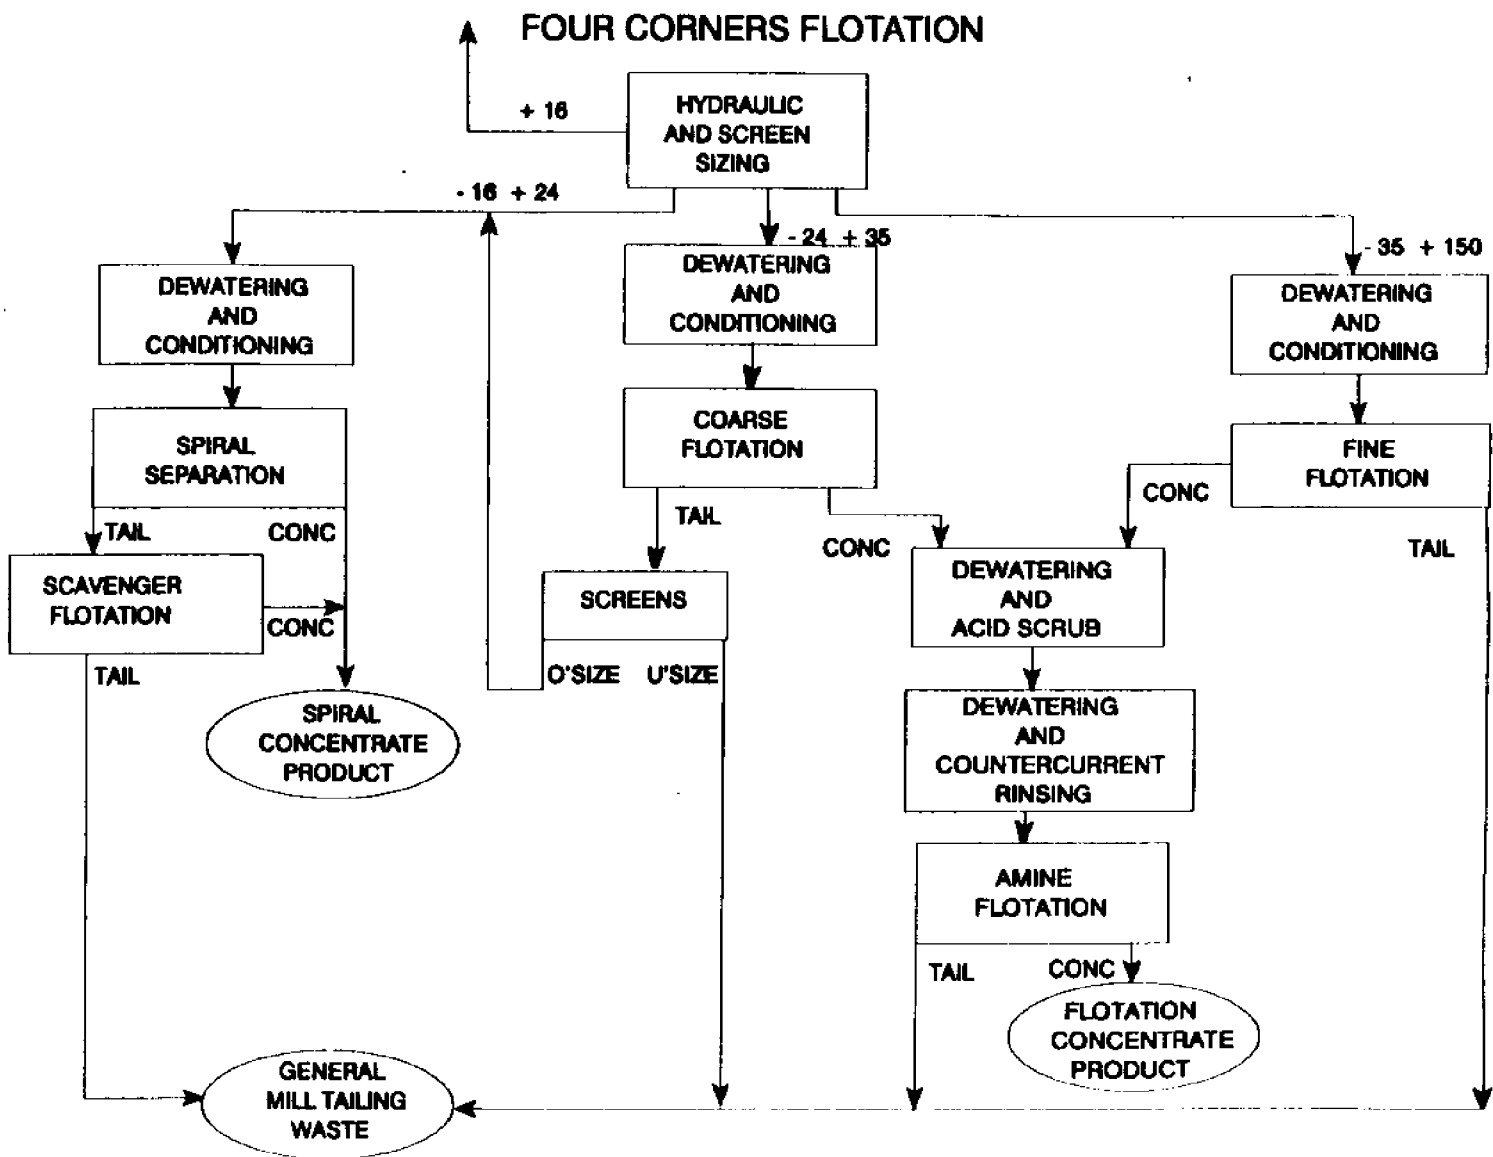 FOUR CORNERS FLOTATION
+ 16
HYDRAULIC
AND SCREEN
SIZING
- 16 + 24
- 24 + 35
- 35 + 150
DEWATERING
AND
CONDITIONING
DEWATERING
AND
CONDITIONING
DEWATERING
AND
CONDITIONING
SPIRAL
SEPARATION
COARSE
FLOTATION
FINE
FLOTATION
TAIL
CONC
TAIL
CONC
CONC
TAIL
SCAVENGER
FLOTATION
CONC
TAIL
SCREENS
O'SIZE
U'SIZE
DEWATERING
AND
ACID SCRUB
SPIRAL
CONCENTRATE
PRODUCT
DEWATERING
AND
COUNTERCURRENT
RINSING
AMINE
FLOTATION
TAIL
CONC
FLOTATION
CONCENTRATE
PRODUCT
GENERAL
MILL TAILING
WASTE